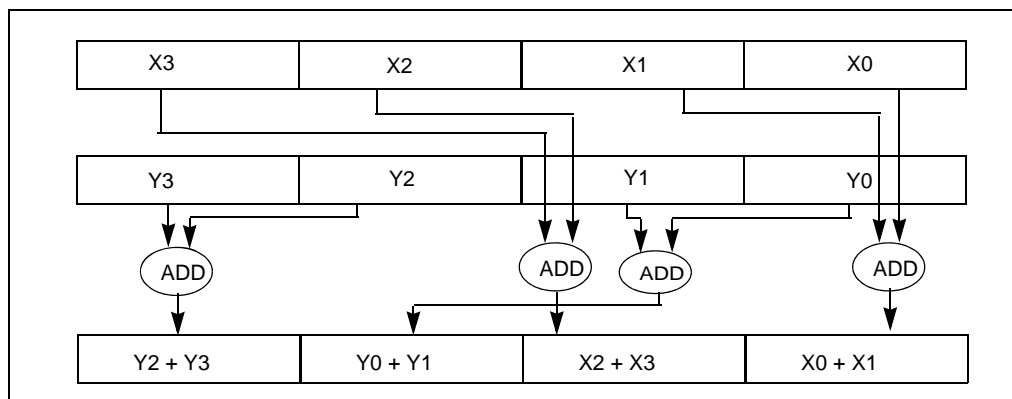 X3 X2 X1 X0
Y3 Y2 Y1 Y0
ADD ADD ADD ADD
Y2 + Y3 Y0 + Y1 X2 + X3 X0 + X1